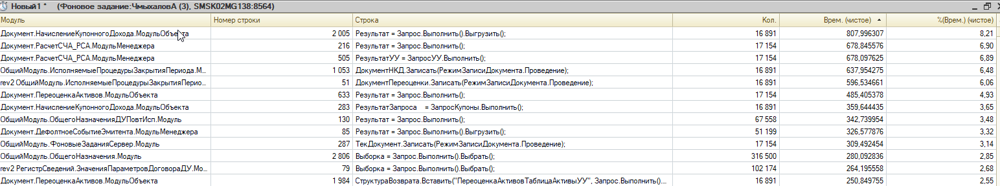 Новый1 * (Фоновое задание:ЧмыхаловА (3), SMSK02MG138:8564)
Модуль Номер строки Строка Кол. Врем. (чистое) %(Врем.) (чистое)
Документ.НачислениеКупонногоДохода.МодульОбъекта 2 005 Результат = Запрос.Выполнить().Выгрузить(); 16 891 807,996307 8,21
Документ.РасчетСЧА_РСА.МодульМенеджера 216 Результат = Запрос.Выполнить(); 17 154 678,845576 6,90
Документ.РасчетСЧА_РСА.МодульМенеджера 505 РезультатУУ = ЗапросУУ.Выполнить(); 17 154 678,097625 6,89
ОбщийМодуль.ИсполняемыеПроцедурыЗакрытияПериода.М... 1 053 ДокументНКД.Записать(РежимЗаписиДокумента.Проведение); 16 891 637,954275 6,48
rev2 ОбщийМодуль.ИсполняемыеПроцедурыЗакрытияПерио... 51 ДокументПереоценки.Записать(РежимЗаписиДокумента.Проведение); 16 891 596,534661 6,06
Документ.ПереоценкаАктивов.МодульОбъекта 633 Результат = Запрос.Выполнить(); 17 154 485,405378 4,93
Документ.НачислениеКупонногоДохода.МодульОбъекта 283 РезультатЗапроса = ЗапросКупоны.Выполнить(); 16 891 359,644435 3,65
ОбщийМодуль.ОбщегоНазначенияДУПовтИсп.Модуль 130 Результат = Запрос.Выполнить(); 67 558 342,739954 3,48
Документ.ДефолтноеСобытиеЭмитента.МодульМенеджера 85 Результат = Запрос.Выполнить().Выгрузить(); 51 199 326,577876 3,32
ОбщийМодуль.ФоновыеЗаданияСервер.Модуль 287 ТекДокумент.Записать(РежимЗаписиДокумента.Проведение); 17 154 309,492454 3,14
ОбщийМодуль.ОбщегоНазначения.Модуль 2 806 Выборка = Запрос.Выполнить().Выбрать(); 316 500 280,092836 2,85
rev2 РегистрСведений.ЗначенияПараметровДоговораДУ.Мо... 79 Выборка = Запрос.Выполнить().Выбрать(); 102 174 264,195558 2,68
Документ.ПереоценкаАктивов.МодульОбъекта 1 984 СтруктураВозврата.Вставить("ПереоценкаАктивовТаблицаАктивыУУ", Запрос.Выполнить().... 16 891 250,849755 2,55